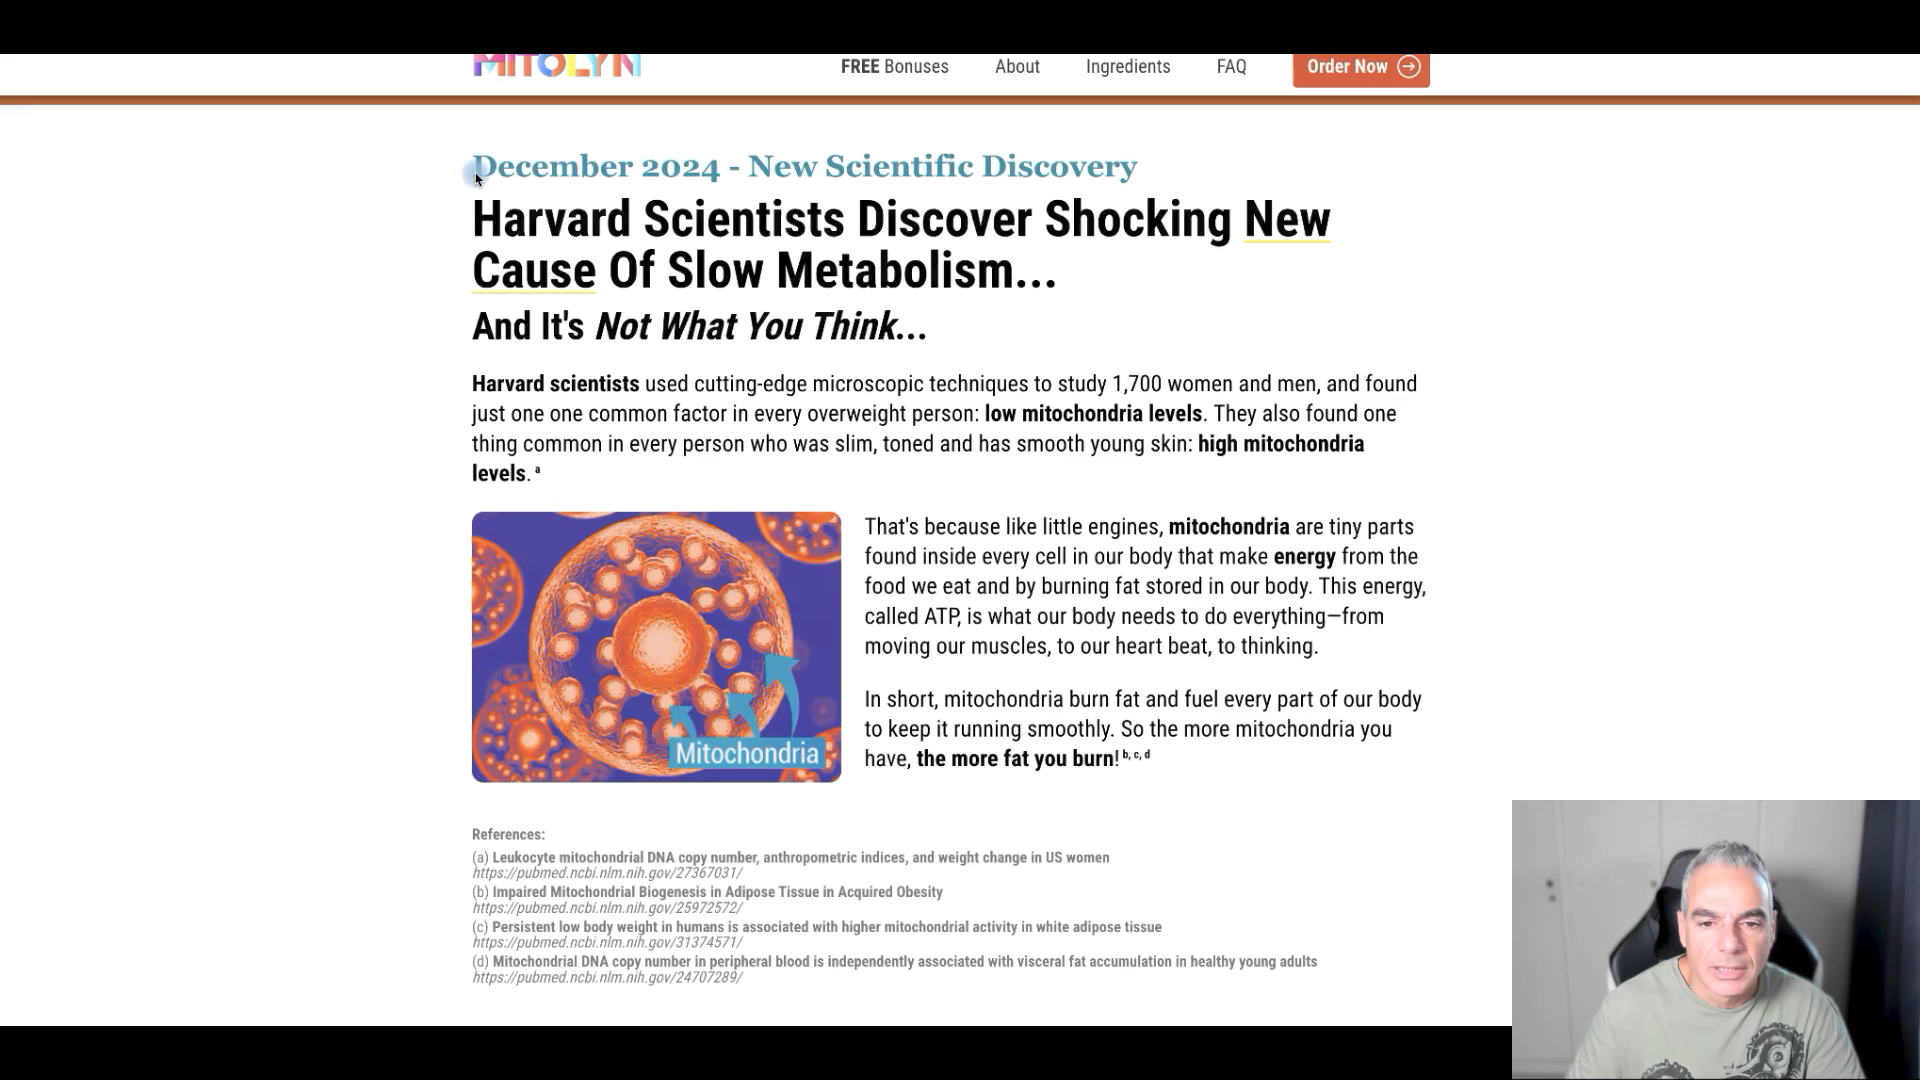 MITOLYN
FREE Bonuses
About
Ingredients
FAQ
Order Now
December 2024 - New Scientific Discovery
Harvard Scientists Discover Shocking New
Cause Of Slow Metabolism...
And It's Not What You Think...
Harvard scientists used cutting-edge microscopic techniques to study 1,700 women and men, and found
just one one common factor in every overweight person: low mitochondria levels. They also found one
thing common in every person who was slim, toned and has smooth young skin: high mitochondria
levels. a
That's because like little engines, mitochondria are tiny parts
found inside every cell in our body that make energy from the
food we eat and by burning fat stored in our body. This energy,
called ATP, is what our body needs to do everything—from
moving our muscles, to our heart beat, to thinking.
In short, mitochondria burn fat and fuel every part of our body
to keep it running smoothly. So the more mitochondria you
have, the more fat you burn! b, c, d
Mitochondria
References:
(a) Leukocyte mitochondrial DNA copy number, anthropometric indices, and weight change in US women
https://pubmed.ncbi.nlm.nih.gov/27367031/
(b) Impaired Mitochondrial Biogenesis in Adipose Tissue in Acquired Obesity
https://pubmed.ncbi.nlm.nih.gov/25972572/
(c) Persistent low body weight in humans is associated with higher mitochondrial activity in white adipose tissue
https://pubmed.ncbi.nlm.nih.gov/31374571/
(d) Mitochondrial DNA copy number in peripheral blood is independently associated with visceral fat accumulation in healthy young adults
https://pubmed.ncbi.nlm.nih.gov/24707289/